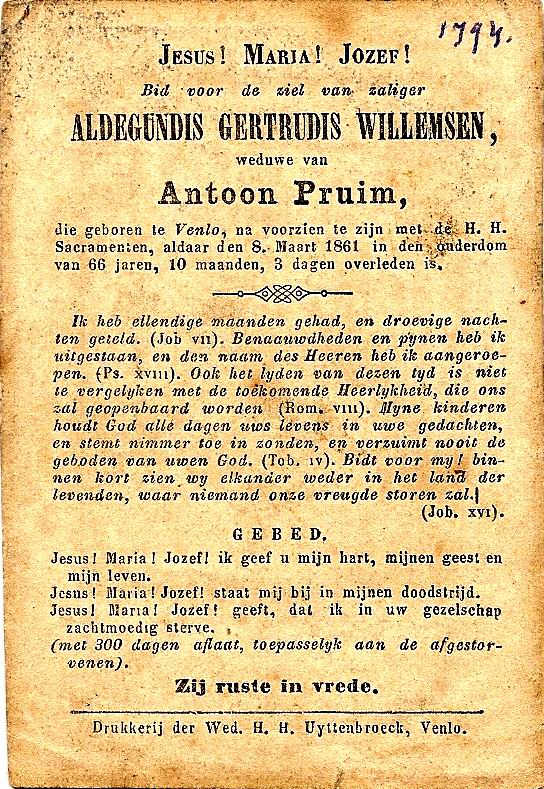 1794.
JESUS! MARIA! JOZEF!
Bid voor de ziel van zaliger
ALDEGUNDIS GERTRUDIS WILLEMSEN,
weduwe van
Antoon Pruim,
die geboren te Venlo, na voorzien te zijn met de H. H.
Sacramenten, aldaar den 8. Maart 1861 in den ouderdom
van 66 jaren, 10 maanden, 3 dagen overleden is.
Ik heb ellendige maanden gehad, en droevige nach-
ten geteld. (Job VII). Benaauwdheden en pynen heb ik
uitgestaan, en den naam des Heeren heb ik aangeroe-
pen. (Ps. XVIII). Ook het lyden van dezen tyd is niet
te vergelyken met de toekomende Heerlykheid, die ons
zal geopenbaard worden (Rom. VIII). Myne kinderen
houdt God alle dagen uws levens in uwe gedachten,
en stemt nimmer toe in zonden, en verzuimt nooit de
geboden van uwen God. (Tob. IV). Bidt voor my! bin-
nen kort zien wy elkander weder in het land der
levenden, waar niemand onze vreugde storen zal.
(Job. XVI).
GEBED.
Jesus! Maria! Jozef! ik geef u mijn hart, mijnen geest en
mijn leven.
Jesus! Maria! Jozef! staat mij bij in mijnen doodstrijd.
Jesus! Maria! Jozef! geeft, dat ik in uw gezelschap
zachtmoedig sterve.
(met 300 dagen aflaat, toepasselyk aan de afgestor-
venen).
Zij ruste in vrede.
Drukkerij der Wed. H. H. Uyttenbroeck, Venlo.